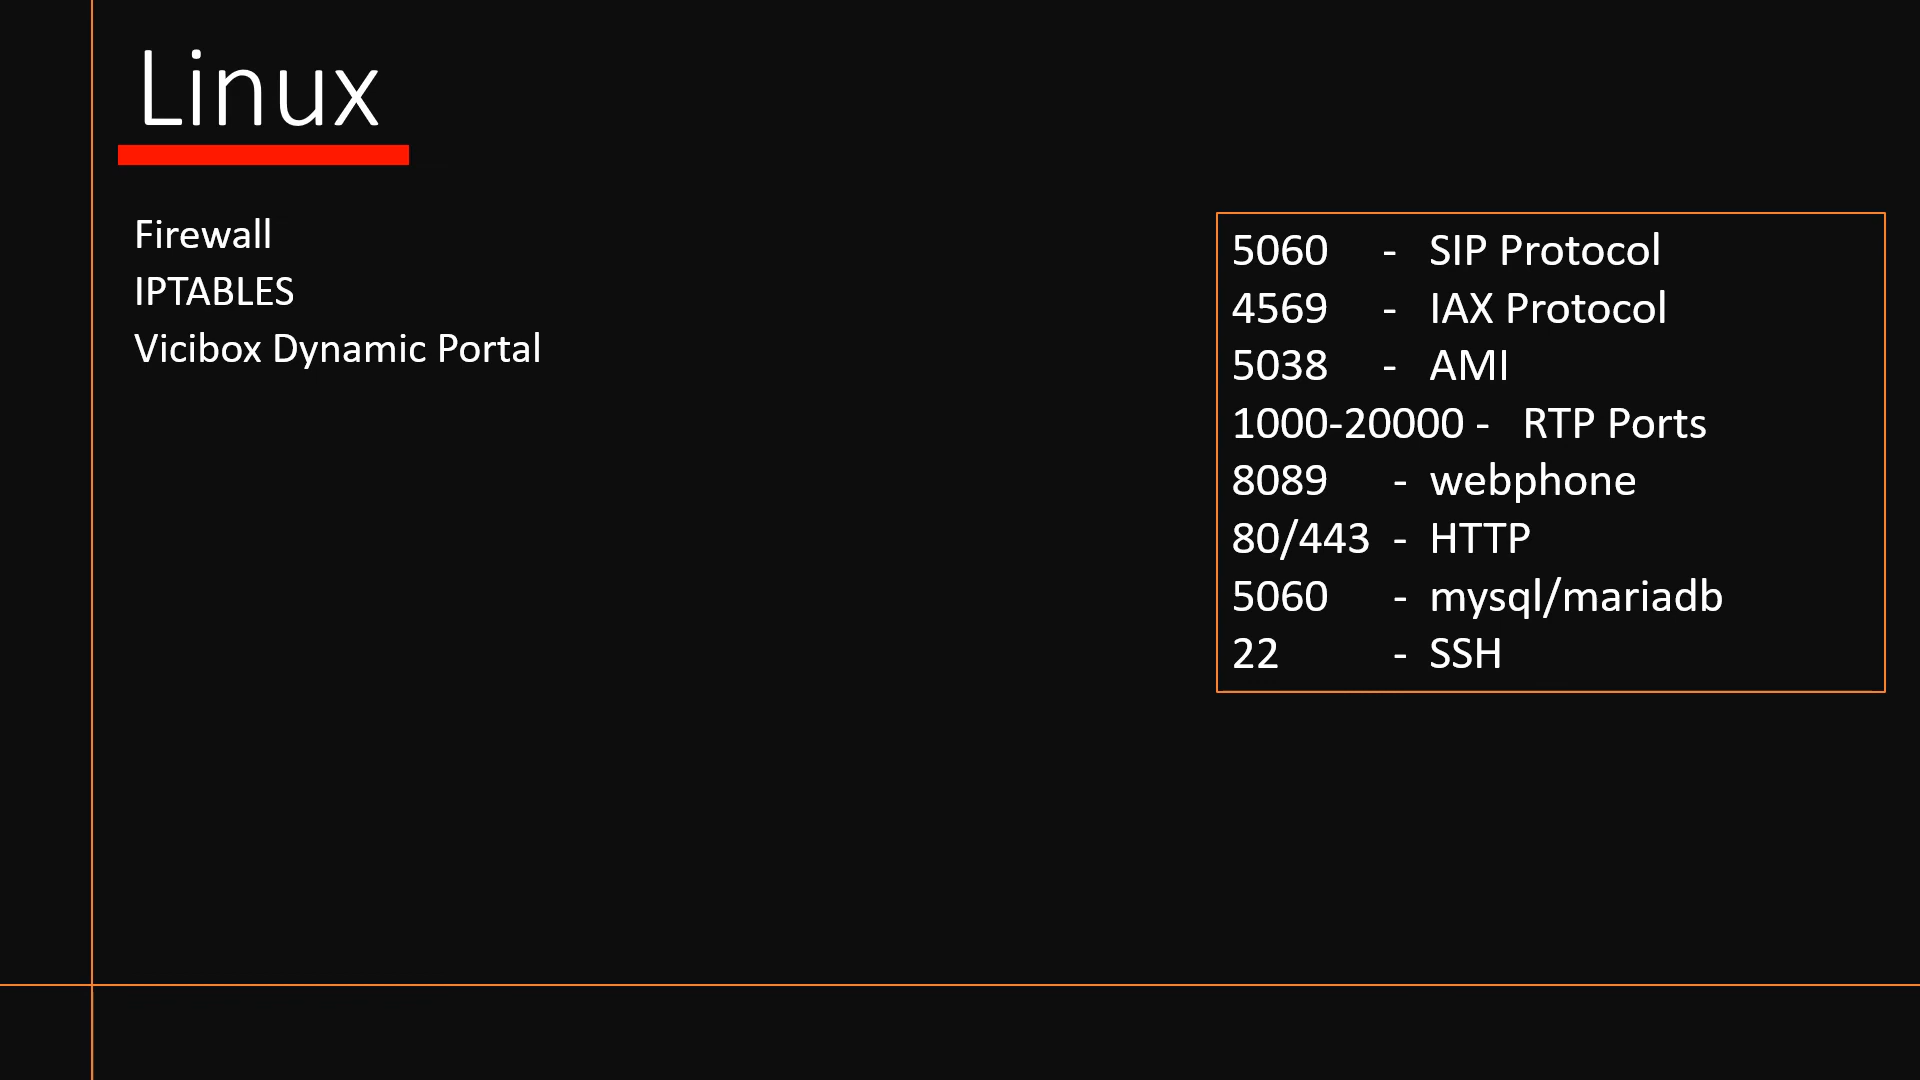 Linux
Firewall
IPTABLES
Vicibox Dynamic Portal
5060 - SIP Protocol
4569 - IAX Protocol
5038 - AMI
1000-20000 - RTP Ports
8089 - webphone
80/443 - HTTP
5060 - mysql/mariadb
22 - SSH